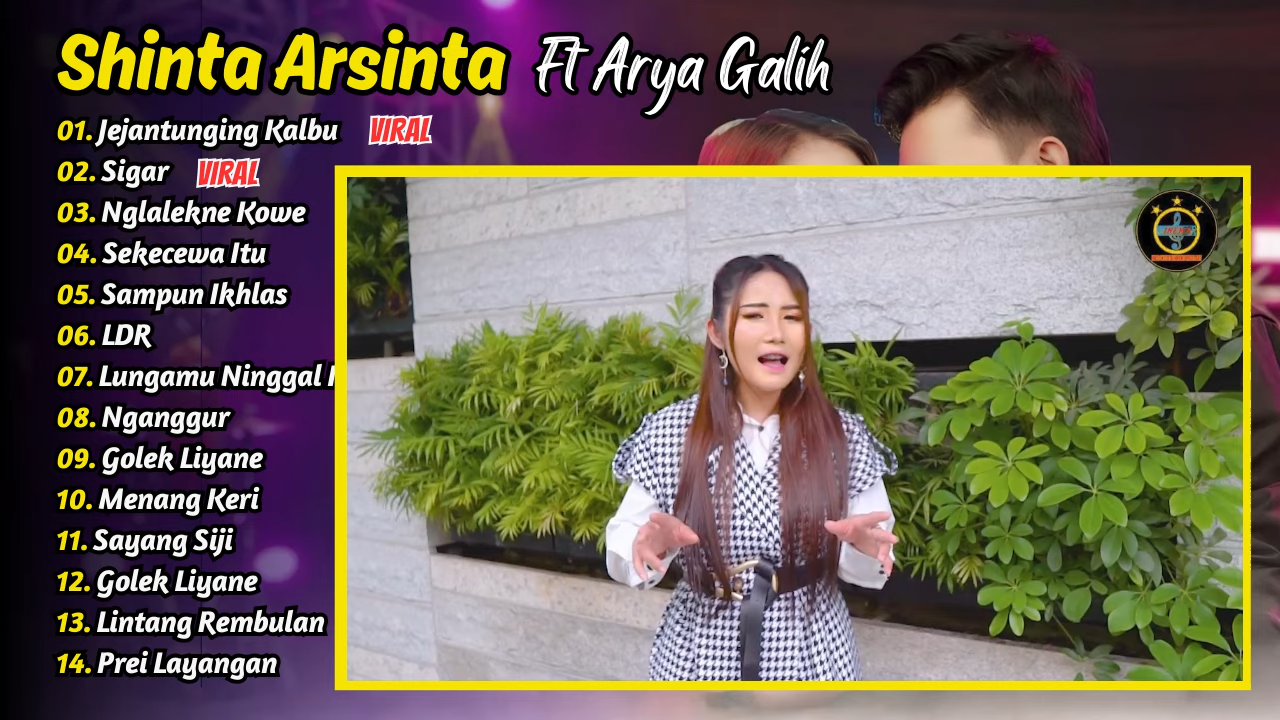 Shinta Arsinta Ft Arya Galih
01. Jejantunging Kalbu VIRAL
02. Sigar VIRAL
03. Nglalekne Kowe
04. Sekecewa Itu
05. Sampun Ikhlas
06. LDR
07. Lungamu Ninggal
08. Nganggur
09. Golek Liyane
10. Menang Keri
11. Sayang Siji
12. Golek Liyane
13. Lintang Rembulan
14. Prei Layangan